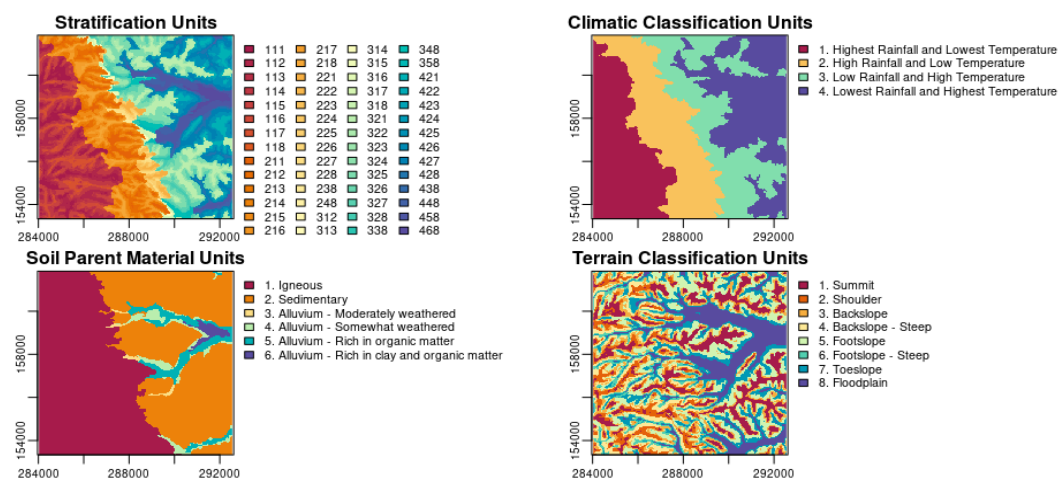 Stratification Units
111 217 314 348
112 218 315 358
113 221 316 421
114 222 317 422
115 223 318 423
116 224 321 424
117 225 322 425
118 226 323 426
211 227 324 427
212 228 325 428
213 238 326 438
214 248 327 448
215 312 328 458
216 313 338 468
154000 158000
284000 288000 292000
Climatic Classification Units
1. Highest Rainfall and Lowest Temperature
2. High Rainfall and Low Temperature
3. Low Rainfall and High Temperature
4. Lowest Rainfall and Highest Temperature
154000 158000
284000 288000 292000
Soil Parent Material Units
1. Igneous
2. Sedimentary
3. Alluvium - Moderately weathered
4. Alluvium - Somewhat weathered
5. Alluvium - Rich in organic matter
6. Alluvium - Rich in clay and organic matter
154000 158000
284000 288000 292000
Terrain Classification Units
1. Summit
2. Shoulder
3. Backslope
4. Backslope - Steep
5. Footslope
6. Footslope - Steep
7. Toeslope
8. Floodplain
154000 158000
284000 288000 292000